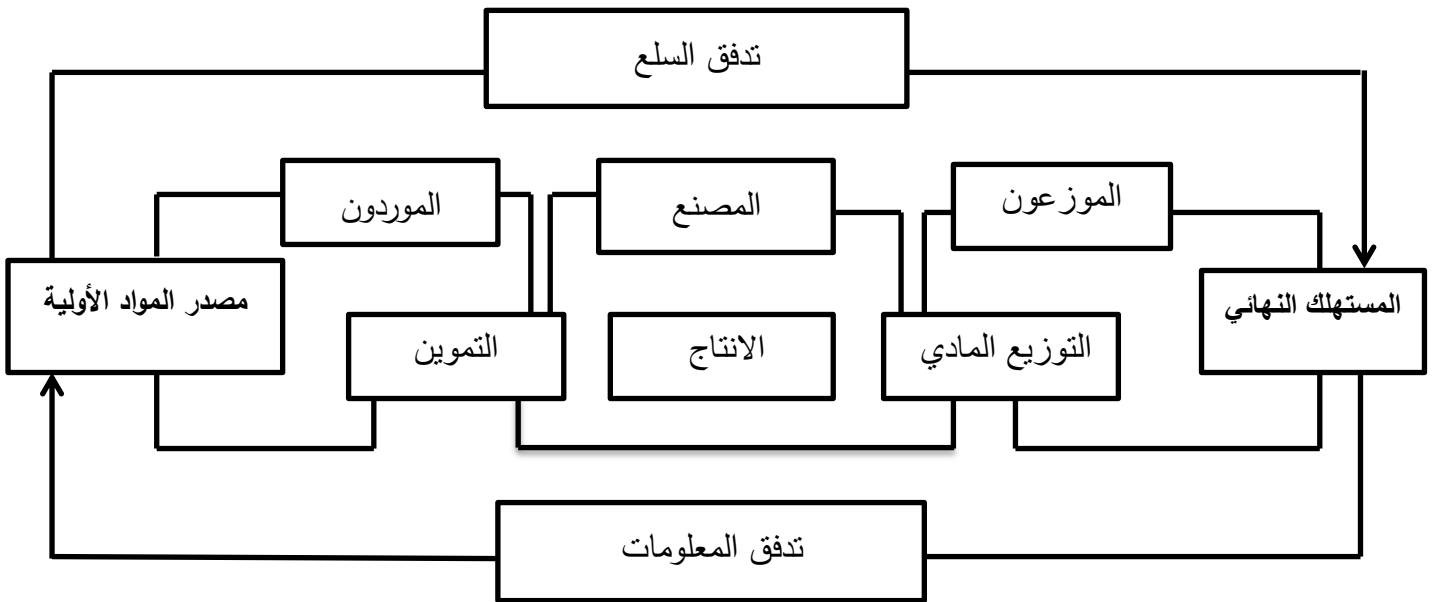 تدفق السلع
الموزعون
المصنع
الموردون
المستهلك النهائي
مصدر المواد الأولية
التوزيع المادي
الانتاج
التموين
تدفق المعلومات